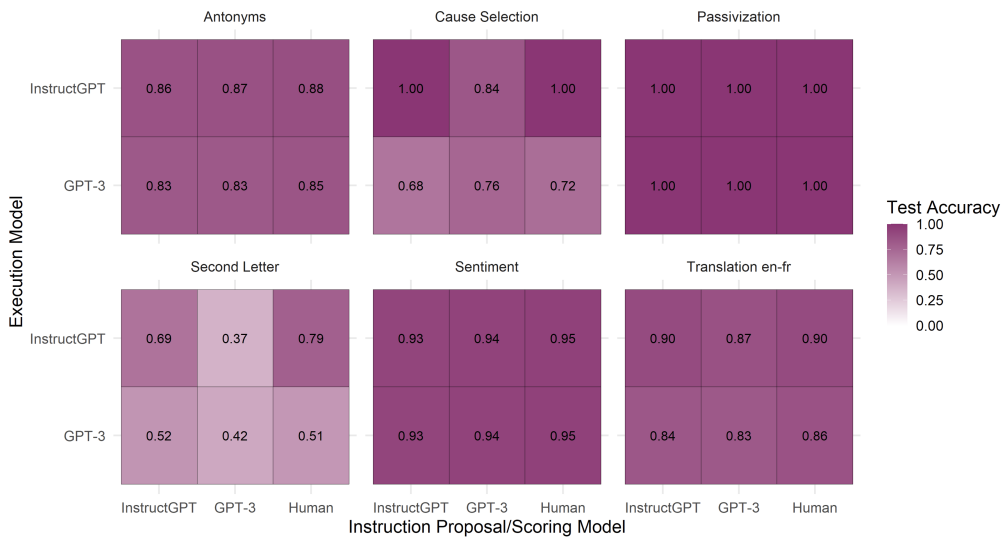 Antonyms Cause Selection Passivization
InstructGPT 0.86 0.87 0.88 1.00 0.84 1.00 1.00 1.00 1.00
GPT-3 0.83 0.83 0.85 0.68 0.76 0.72 1.00 1.00 1.00
Second Letter Sentiment Translation en-fr
InstructGPT 0.69 0.37 0.79 0.93 0.94 0.95 0.90 0.87 0.90
GPT-3 0.52 0.42 0.51 0.93 0.94 0.95 0.84 0.83 0.86
InstructGPT GPT-3 Human InstructGPT GPT-3 Human InstructGPT GPT-3 Human
Instruction Proposal/Scoring Model
Execution Model
Test Accuracy
1.00
0.75
0.50
0.25
0.00